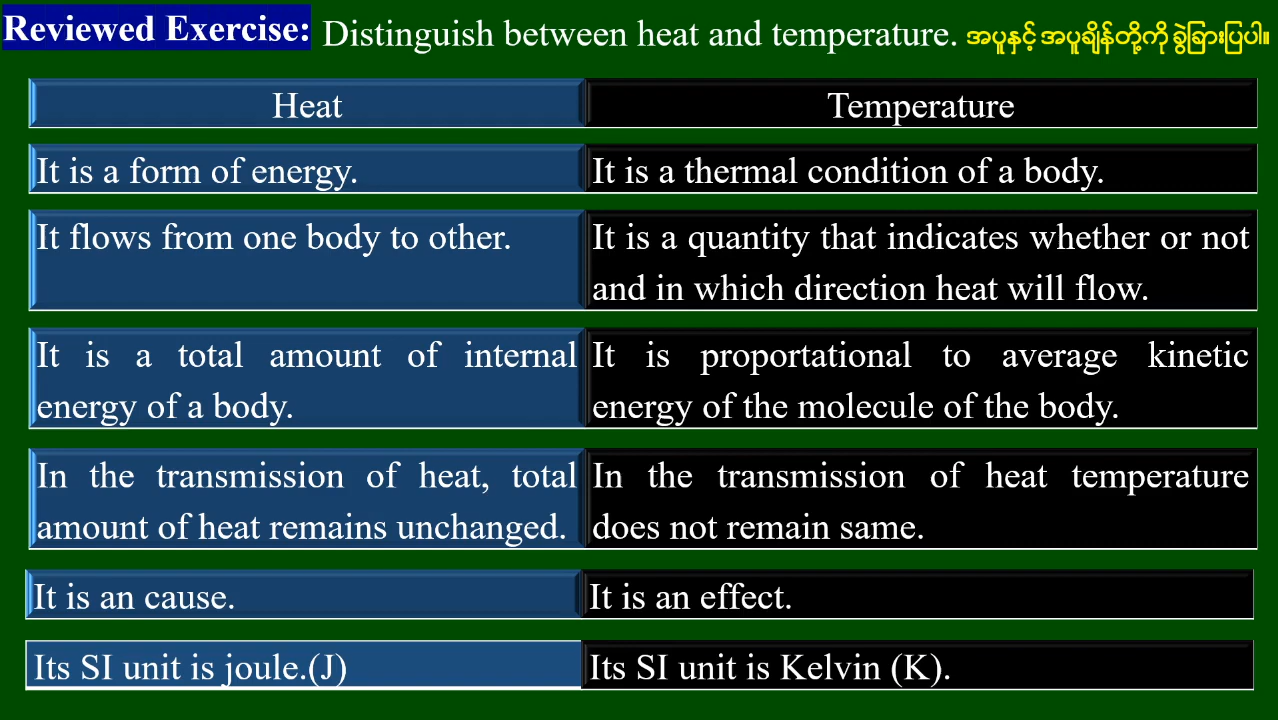 Reviewed Exercise: Distinguish between heat and temperature. အပူနှင့် အပူချိန်တို့ကို ခွဲခြားပြပါ။
Heat Temperature
It is a form of energy. It is a thermal condition of a body.
It flows from one body to other. It is a quantity that indicates whether or not
and in which direction heat will flow.
It is a total amount of internal It is proportational to average kinetic
energy of a body. energy of the molecule of the body.
In the transmission of heat, total In the transmission of heat temperature
amount of heat remains unchanged. does not remain same.
It is an cause. It is an effect.
Its SI unit is joule.(J) Its SI unit is Kelvin (K).